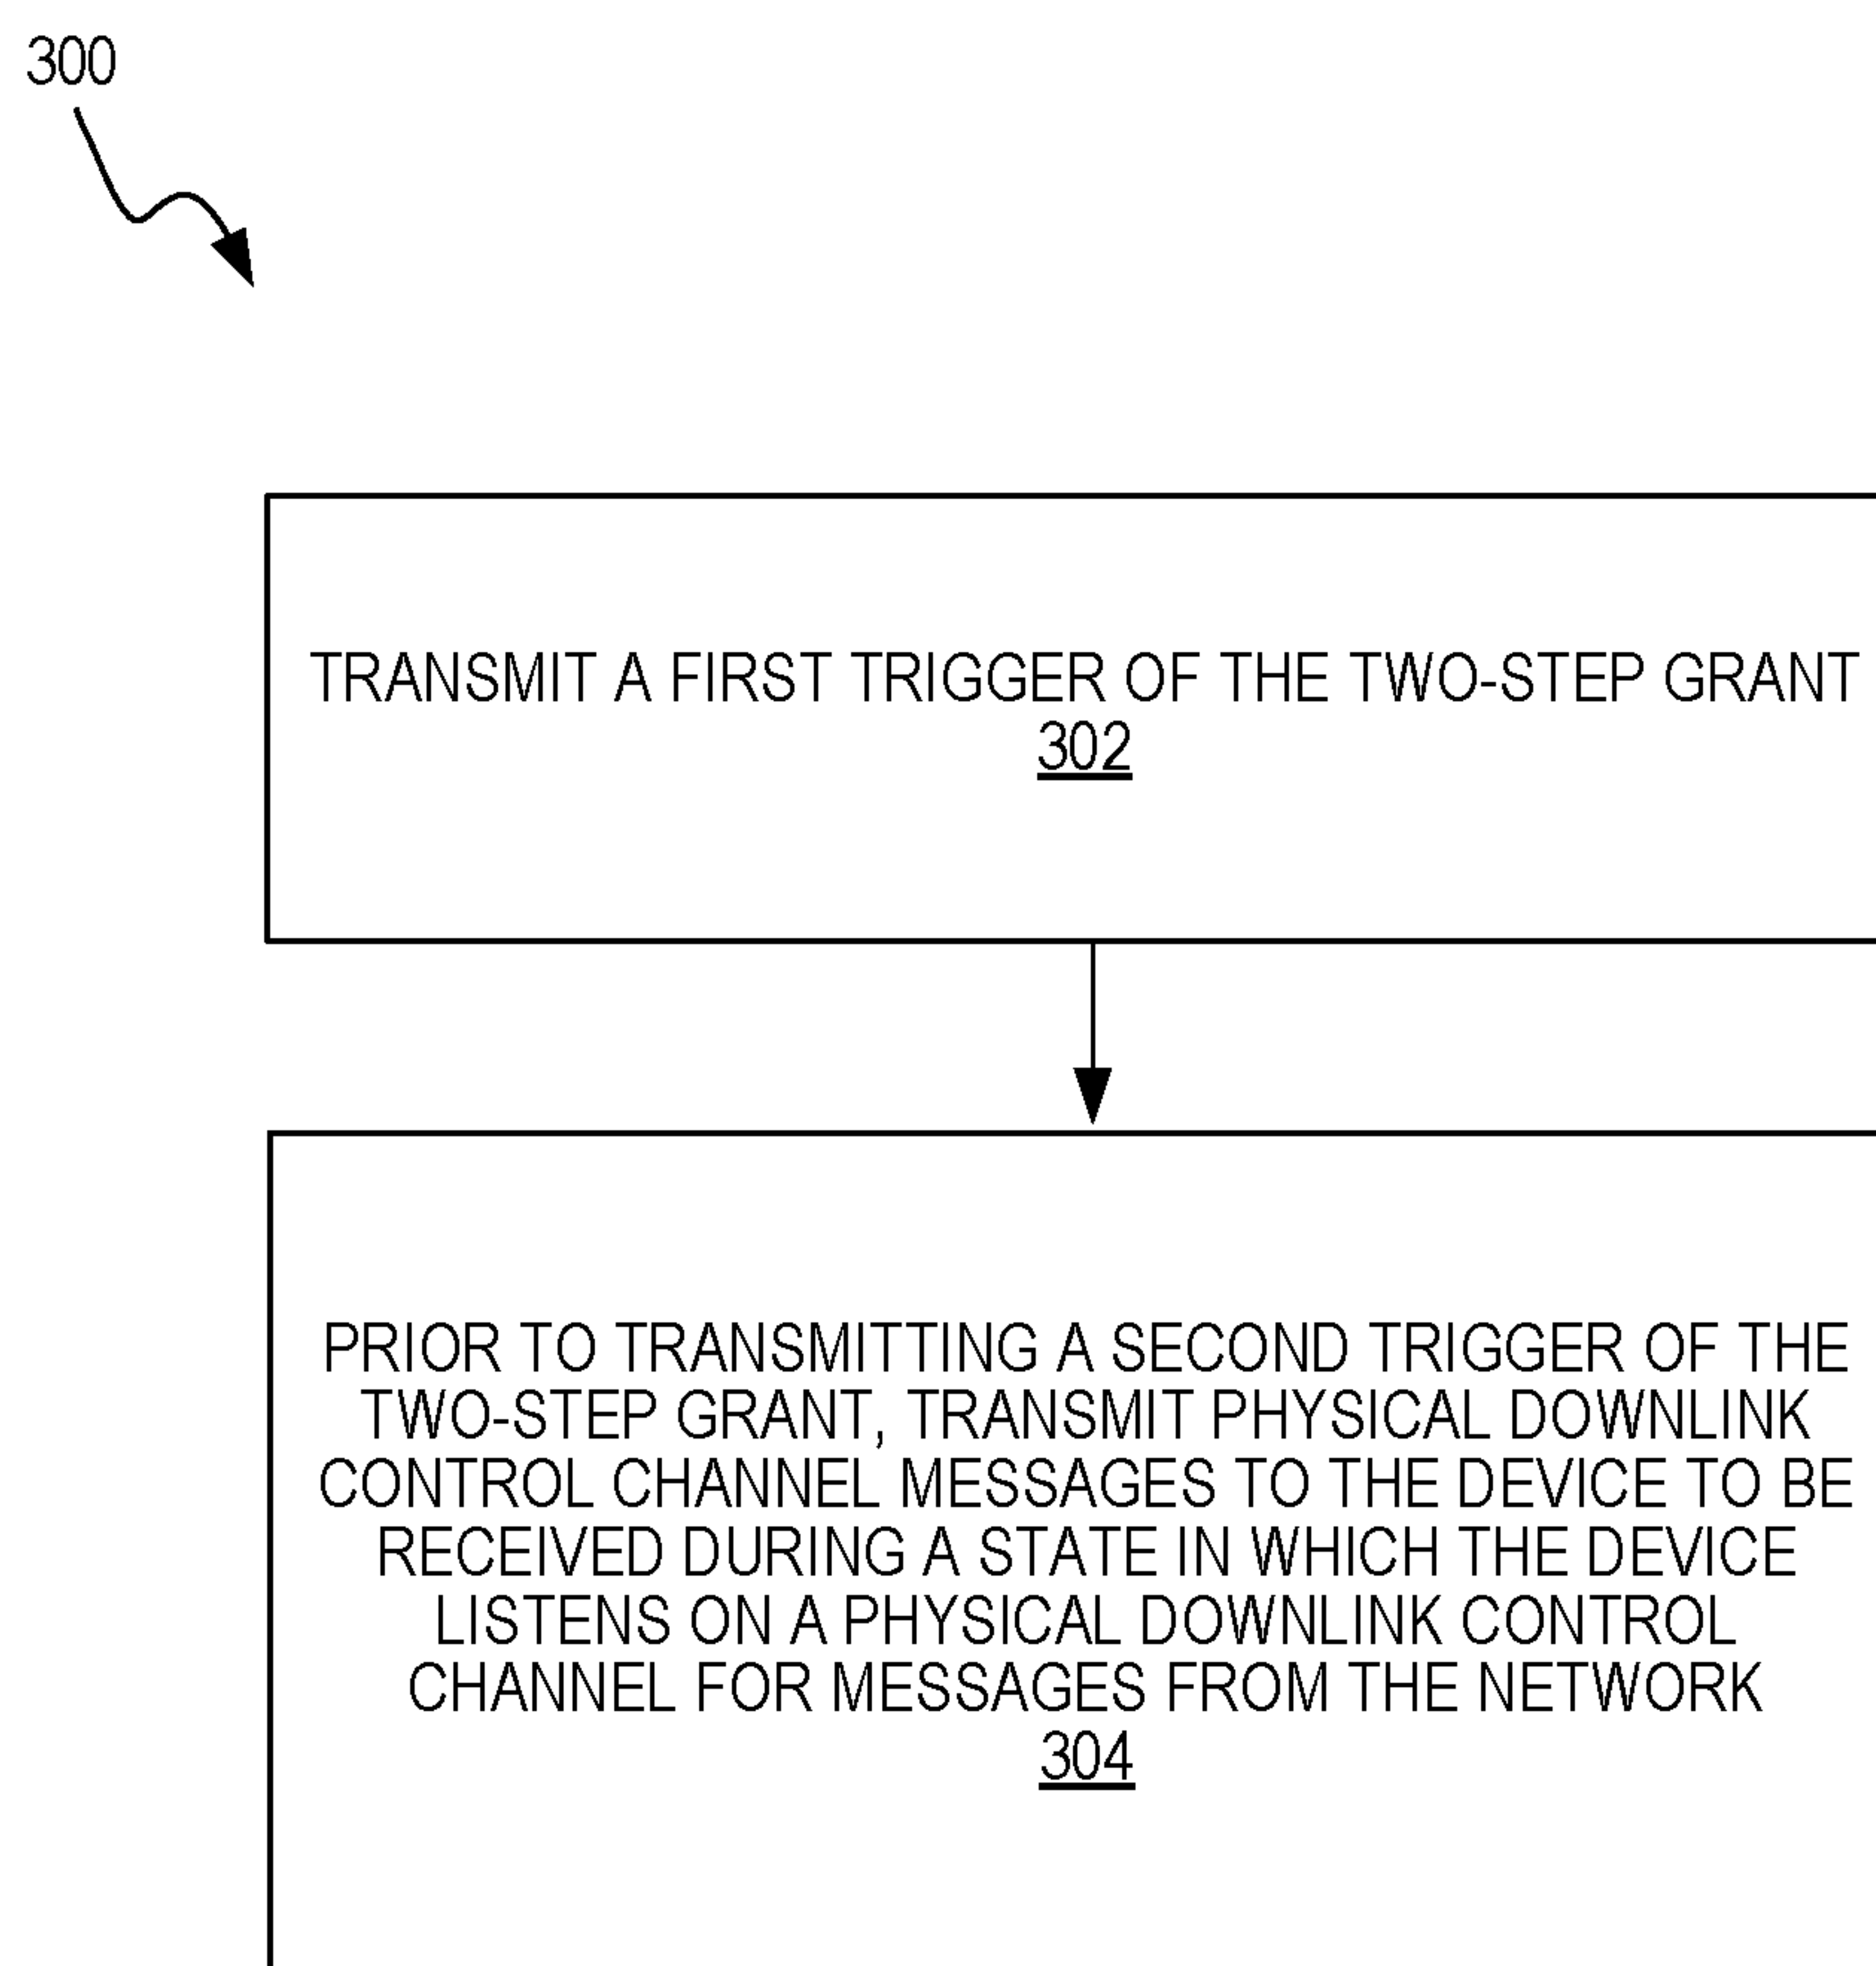 300
TRANSMIT A FIRST TRIGGER OF THE TWO-STEP GRANT
302
PRIOR TO TRANSMITTING A SECOND TRIGGER OF THE
TWO-STEP GRANT, TRANSMIT PHYSICAL DOWNLINK
CONTROL CHANNEL MESSAGES TO THE DEVICE TO BE
RECEIVED DURING A STATE IN WHICH THE DEVICE
LISTENS ON A PHYSICAL DOWNLINK CONTROL
CHANNEL FOR MESSAGES FROM THE NETWORK
304